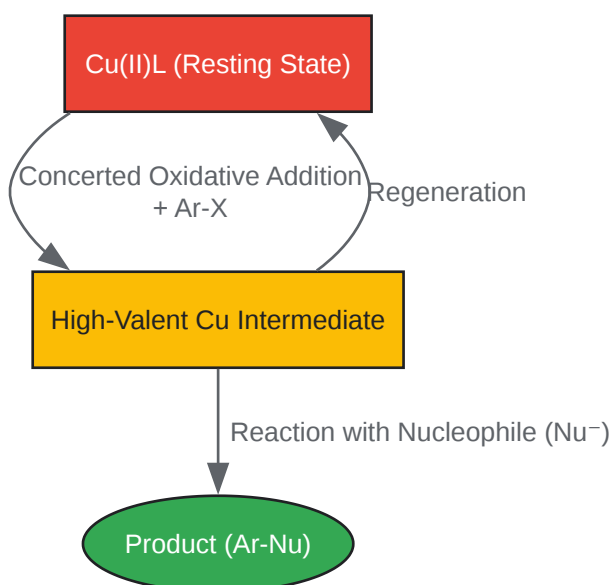 Cu(II)L (Resting State)
Concerted Oxidative Addition
+ Ar-X
Regeneration
High-Valent Cu Intermediate
Reaction with Nucleophile (Nu⁻)
Product (Ar-Nu)